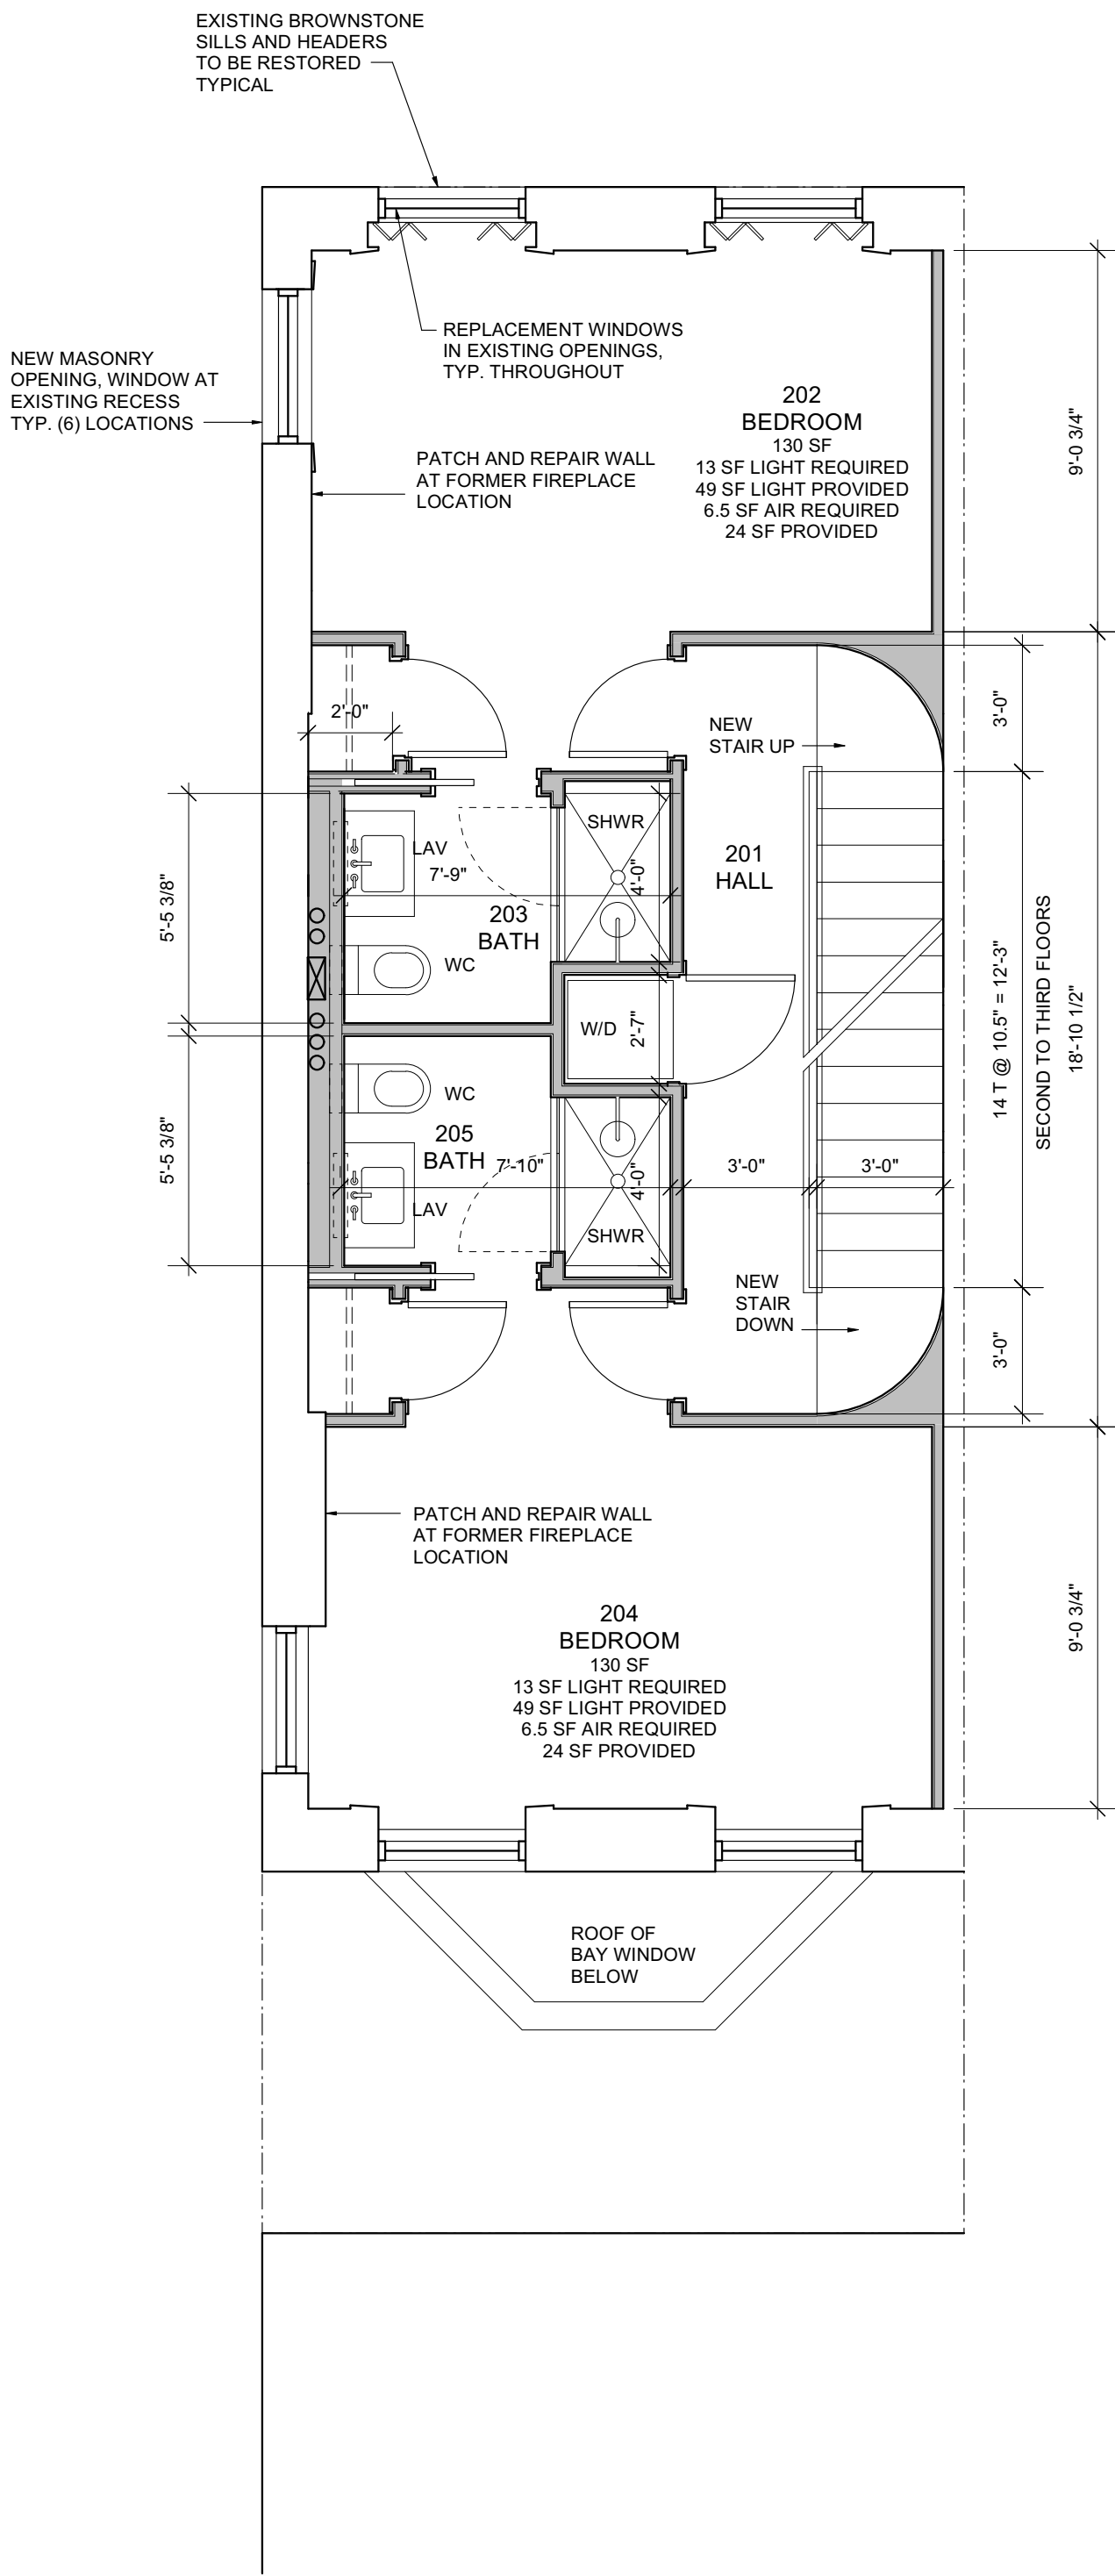 EXISTING BROWNSTONE
SILLS AND HEADERS
TO BE RESTORED
TYPICAL
NEW MASONRY
OPENING, WINDOW AT
EXISTING RECESS
TYP. (6) LOCATIONS
REPLACEMENT WINDOWS
IN EXISTING OPENINGS,
TYP. THROUGHOUT
202
BEDROOM
130 SF
13 SF LIGHT REQUIRED
49 SF LIGHT PROVIDED
6.5 SF AIR REQUIRED
24 SF PROVIDED
PATCH AND REPAIR WALL
AT FORMER FIREPLACE
LOCATION
9'-0 3/4"
2'-0"
NEW
STAIR UP
3'-0"
SHWR
4'-0"
LAV
7'-9"
203
BATH
WC
201
HALL
5'-5 3/8"
W/D
2'-7"
14 T @ 10.5" = 12'-3"
SECOND TO THIRD FLOORS
18'-10 1/2"
WC
205
BATH
7'-10"
LAV
4'-0"
SHWR
3'-0"
3'-0"
5'-5 3/8"
NEW
STAIR
DOWN
3'-0"
PATCH AND REPAIR WALL
AT FORMER FIREPLACE
LOCATION
204
BEDROOM
130 SF
13 SF LIGHT REQUIRED
49 SF LIGHT PROVIDED
6.5 SF AIR REQUIRED
24 SF PROVIDED
9'-0 3/4"
ROOF OF
BAY WINDOW
BELOW